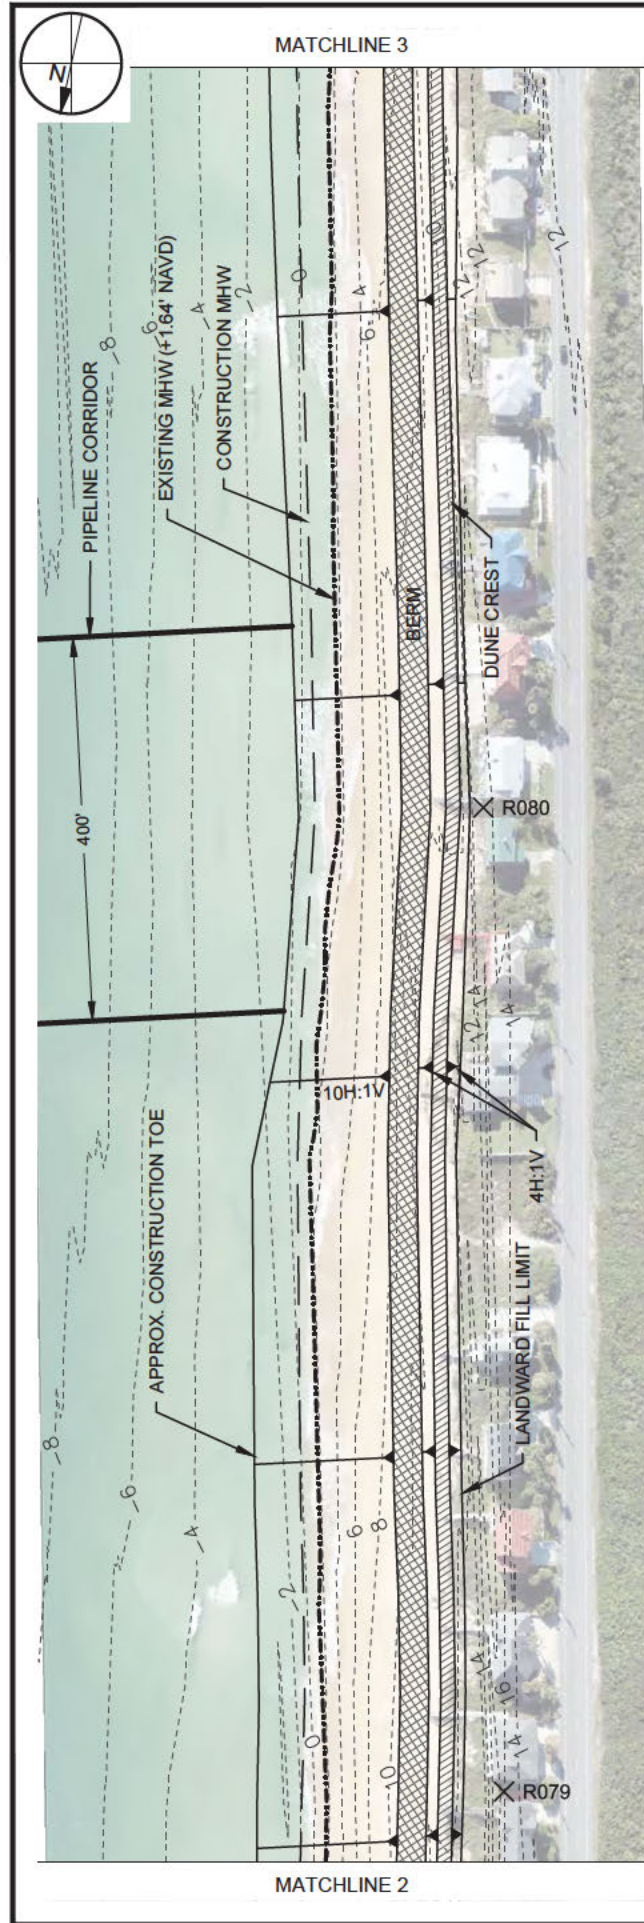 MATCHLINE 3
N
PIPELINE CORRIDOR
EXISTING MHW (+1.64' NAVD)
CONSTRUCTION MHW
-8
-6
-4
-2
0
4
6
10
12
12
12
BERM
DUNE CREST
400'
R080
12
14
14
10H:1V
4H:1V
APPROX. CONSTRUCTION TOE
LANDWARD FILL LIMIT
-8
-6
-4
-2
0
6
8
10
14
16
14
R079
MATCHLINE 2